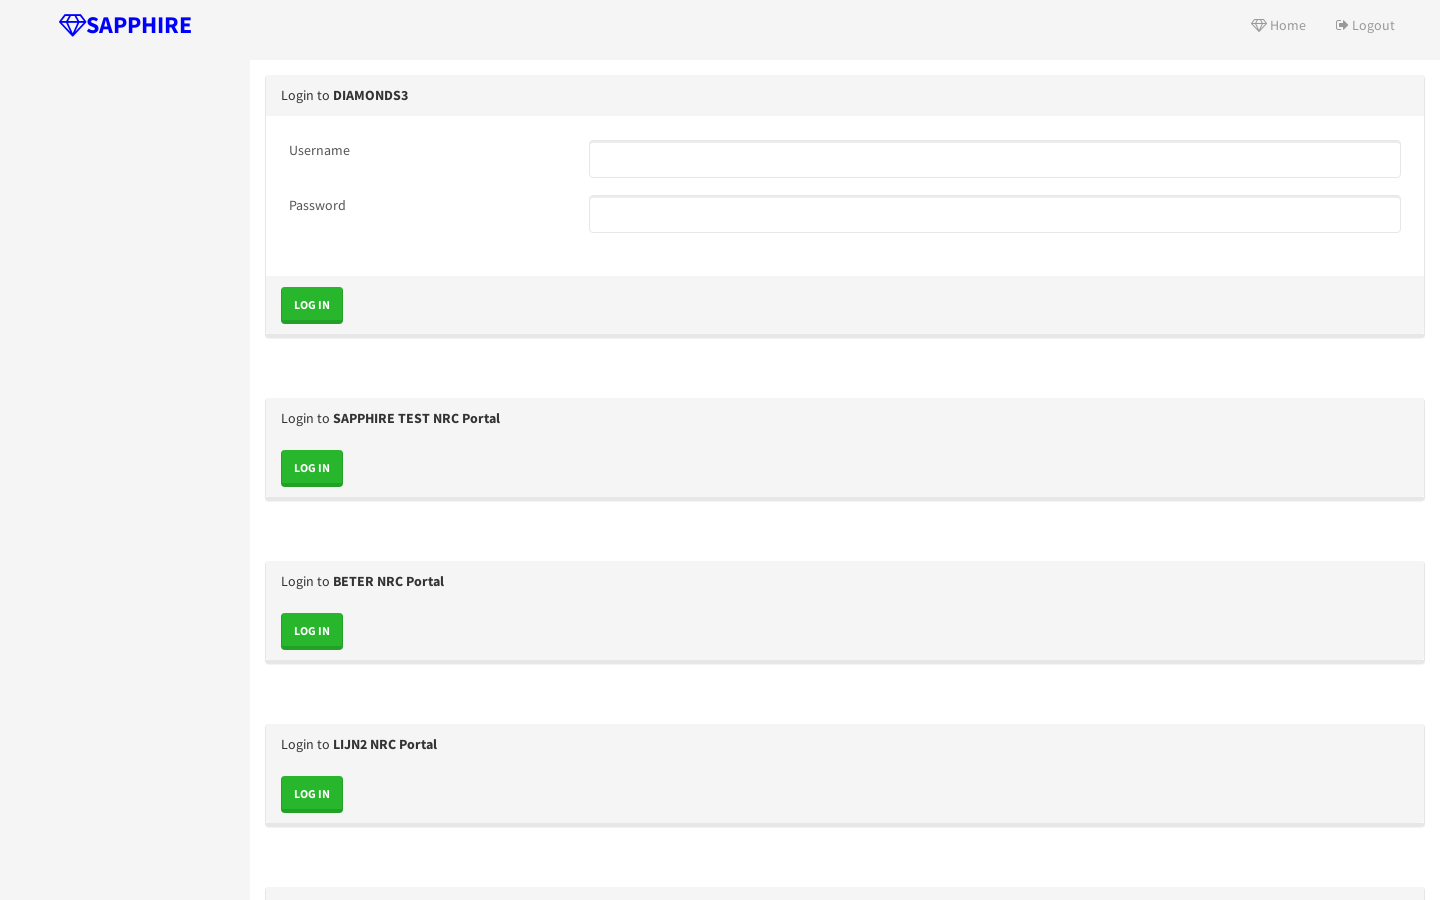 SAPPHIRE
Home
Logout
Login to DIAMONDS3
Username
Password
LOG IN
Login to SAPPHIRE TEST NRC Portal
LOG IN
Login to BETER NRC Portal
LOG IN
Login to LIJN2 NRC Portal
LOG IN